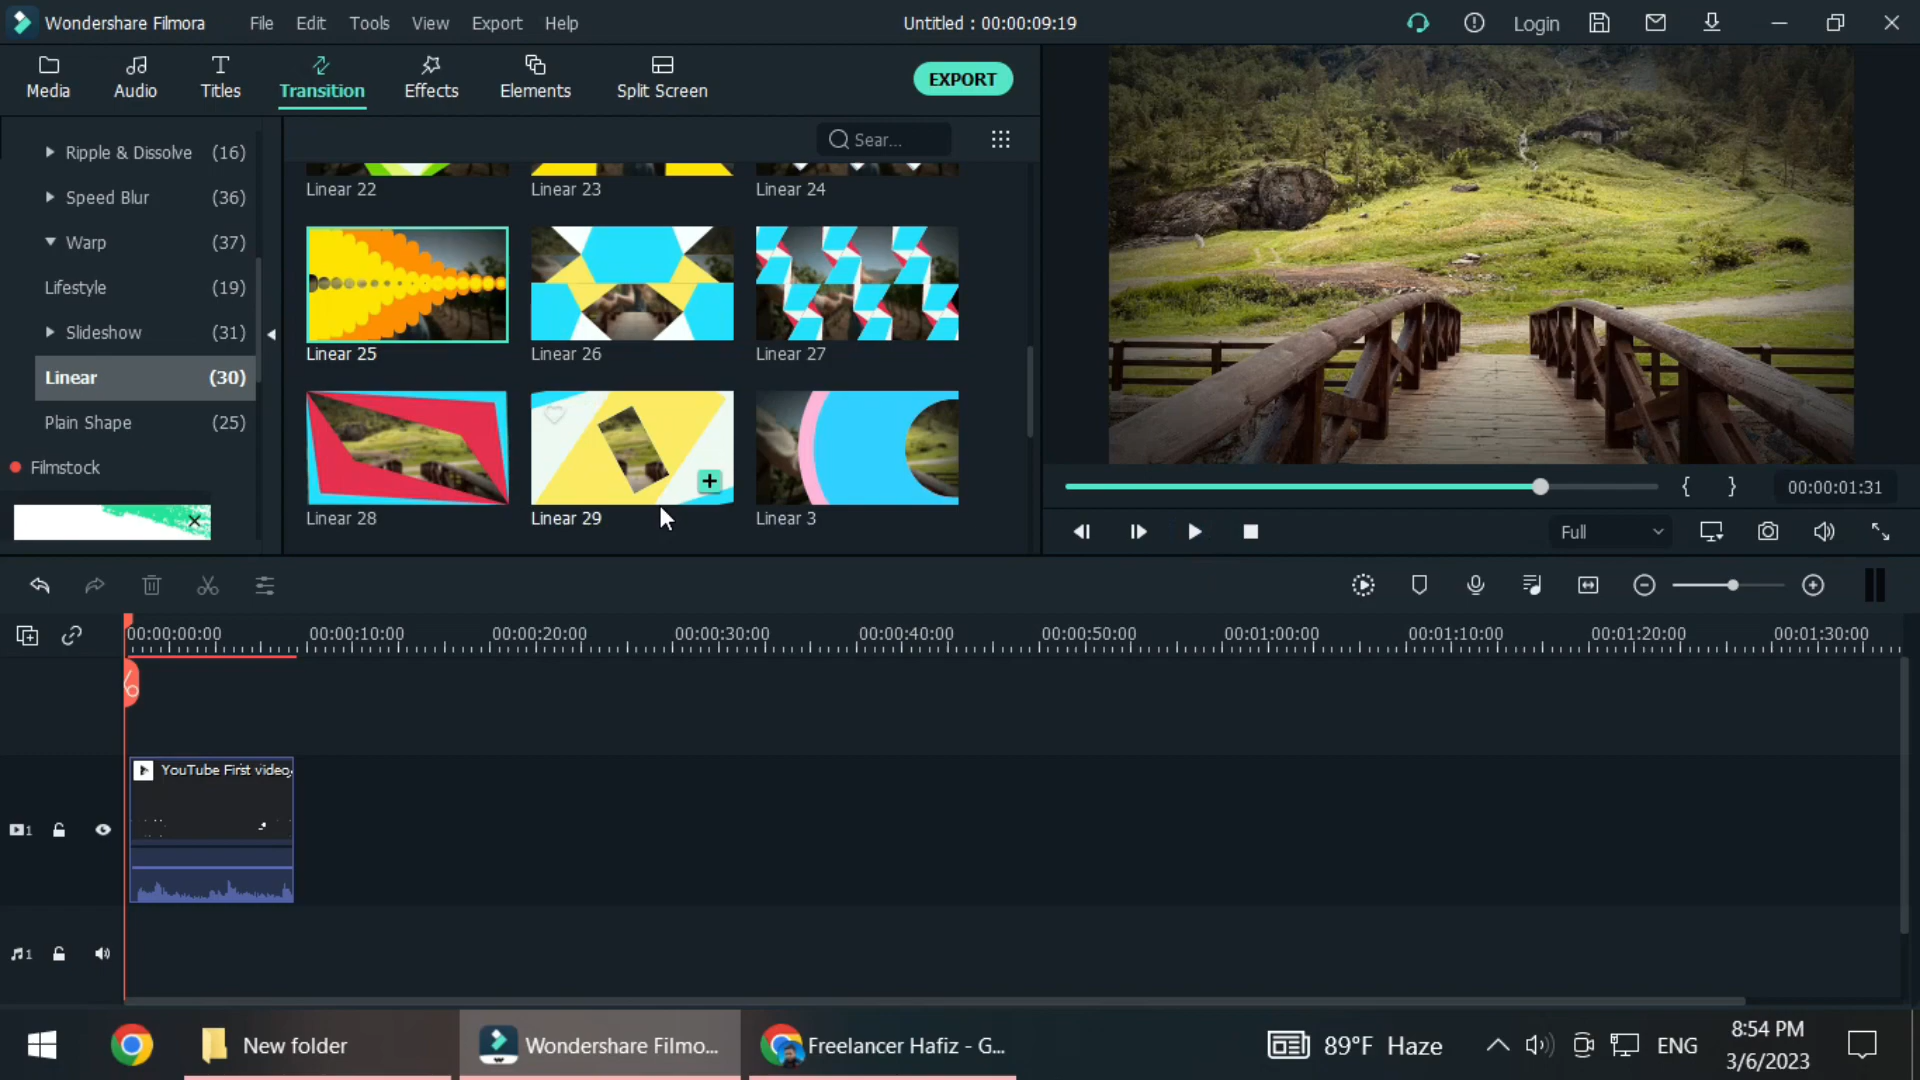 Wondershare Filmora
File
Edit
Tools
View
Export
Help
Untitled : 00:00:09:19
Login
Media
Audio
Titles
Transition
Effects
Elements
Split Screen
EXPORT
Ripple & Dissolve (16)
Speed Blur (36)
Warp (37)
Lifestyle (19)
Slideshow (31)
Linear (30)
Plain Shape (25)
Filmstock
Sear...
Linear 22
Linear 23
Linear 24
Linear 25
Linear 26
Linear 27
Linear 28
Linear 29
Linear 3
00:00:01:31
Full
00:00:00:00
00:00:10:00
00:00:20:00
00:00:30:00
00:00:40:00
00:00:50:00
00:01:00:00
00:01:10:00
00:01:20:00
00:01:30:00
YouTube First video
1
1
New folder
Wondershare Filmo...
Freelancer Hafiz - G...
89°F Haze
ENG
8:54 PM
3/6/2023